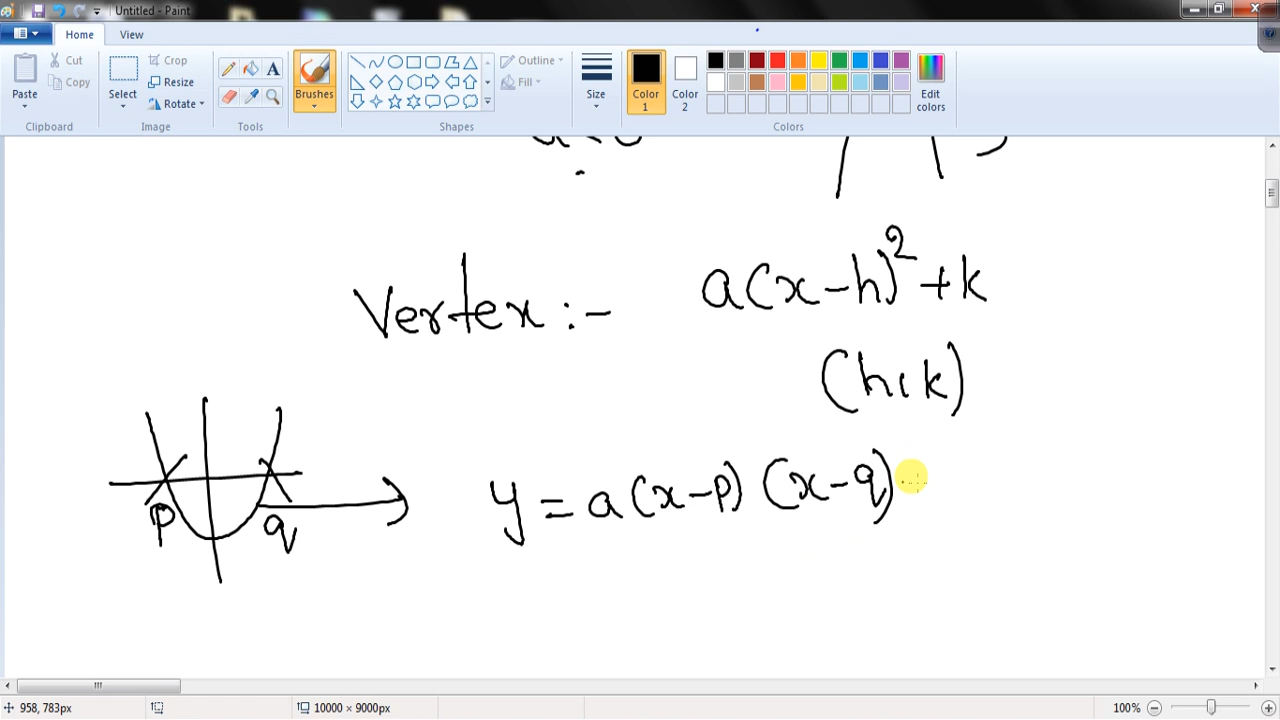 Untitled - Paint
Home View
Paste Cut Copy Select Crop Resize Rotate Brushes Outline Fill Size Color 1 Color 2 Edit colors
Clipboard Image Tools Shapes Colors
Vertex :- a(x-h)²+k
(h,k)
p q y = a(x-p) (x-q)
958, 783px 10000 × 9000px 100%